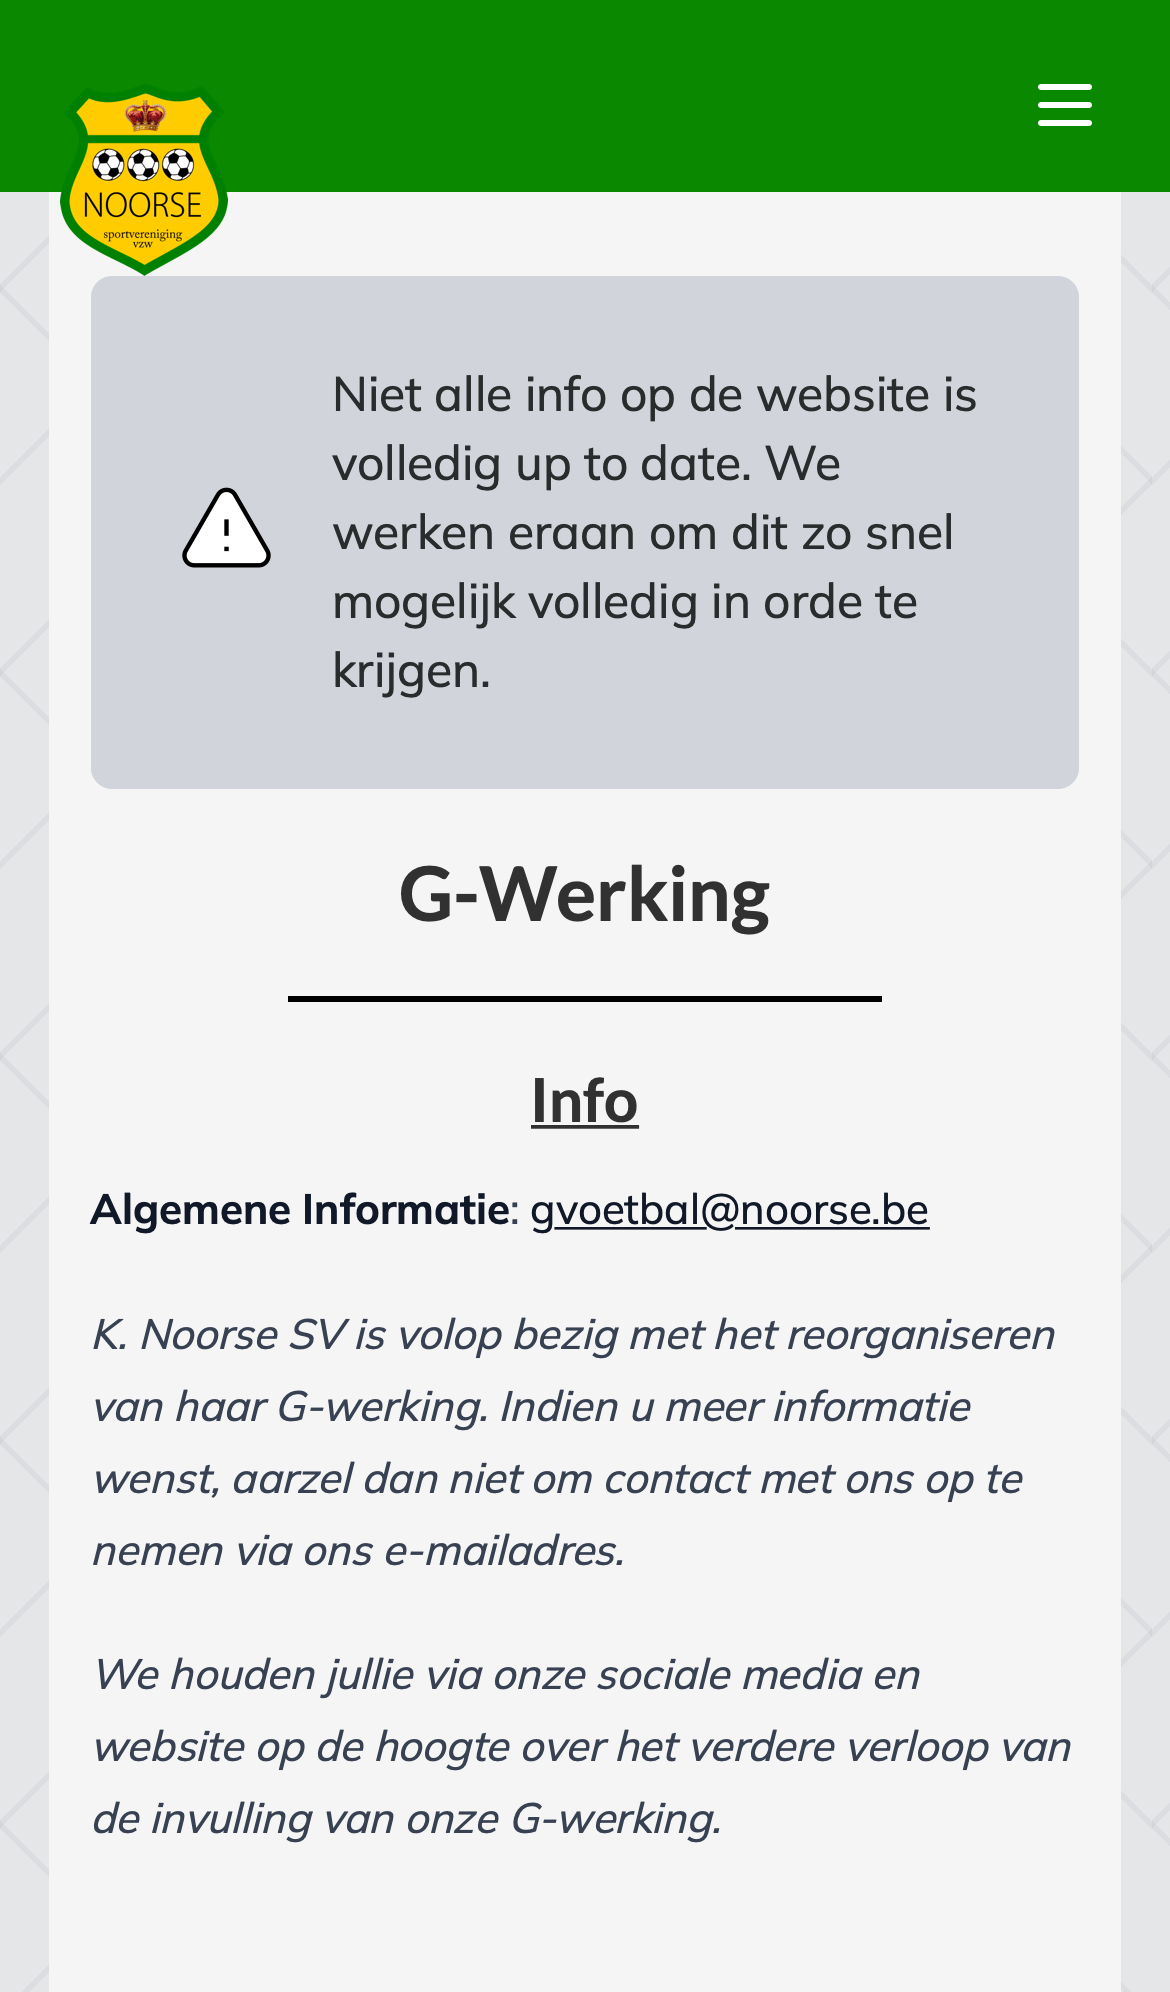 NOORSE
sportvereniging
vzw
Niet alle info op de website is
volledig up to date. We
werken eraan om dit zo snel
mogelijk volledig in orde te
krijgen.
G-Werking
Info
Algemene Informatie: gvoetbal@noorse.be
K. Noorse SV is volop bezig met het reorganiseren
van haar G-werking. Indien u meer informatie
wenst, aarzel dan niet om contact met ons op te
nemen via ons e-mailadres.
We houden jullie via onze sociale media en
website op de hoogte over het verdere verloop van
de invulling van onze G-werking.